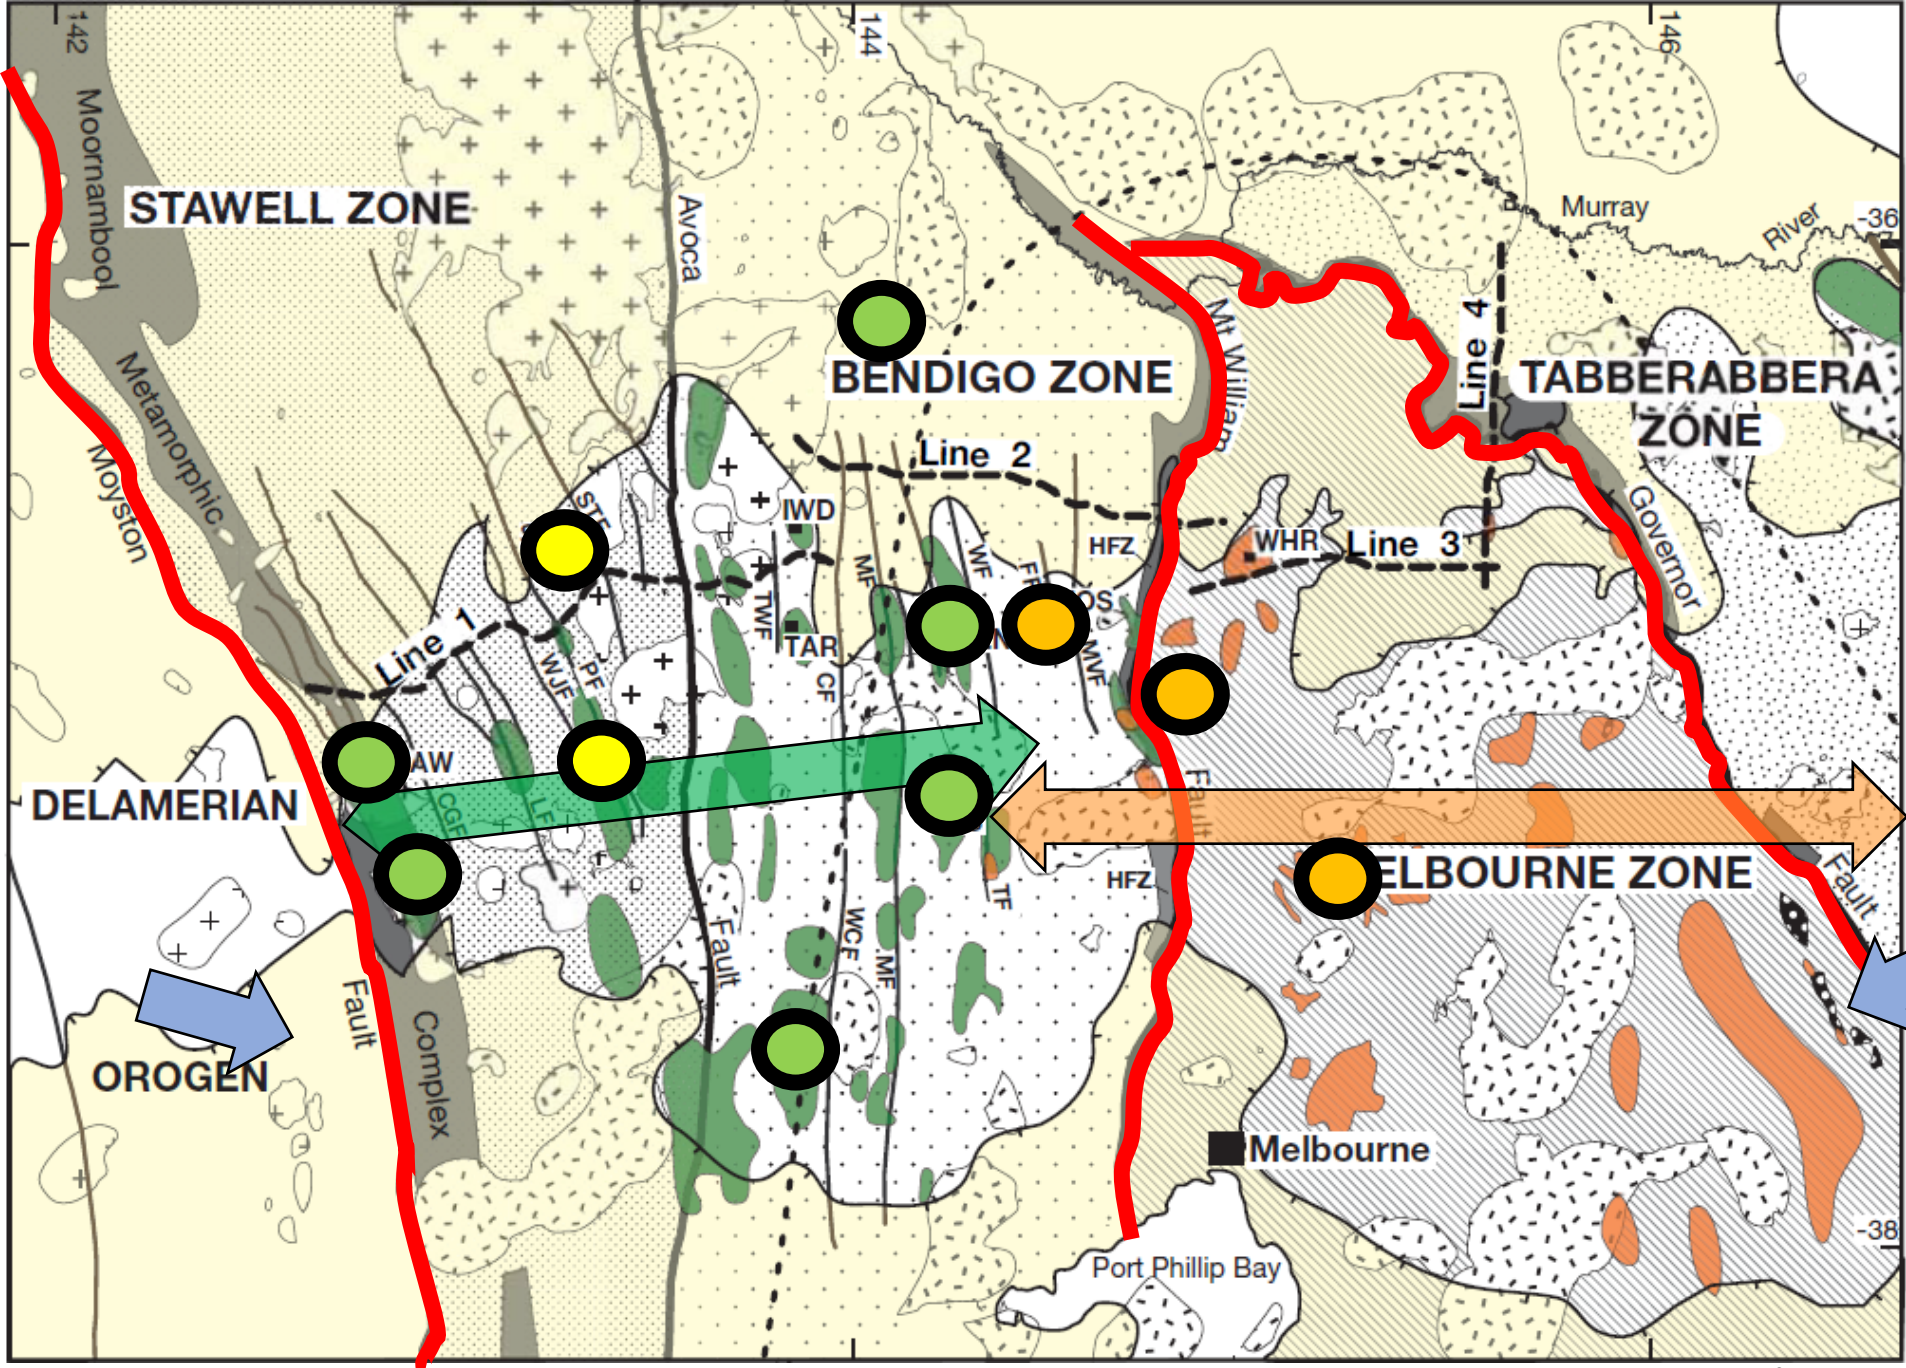 142
144
146
Moornambool
STAWELL ZONE
Avoca
Murray
River
-36
Mt William
Line 4
BENDIGO ZONE
TABBERABBERA
ZONE
Metamorphic
Line 2
Moyston
STF
IWD
HFZ
WHR
Line 3
Governor
MF
WF
TWF
OS
Line 1
TAR
WJF
PF
CF
MVF
AW
DELAMERIAN
CGF
LF
Fault
HFZ
ELBOURNE ZONE
TF
Fault
WCF
MF
Fault
Fault
Complex
OROGEN
Melbourne
-38
Port Phillip Bay